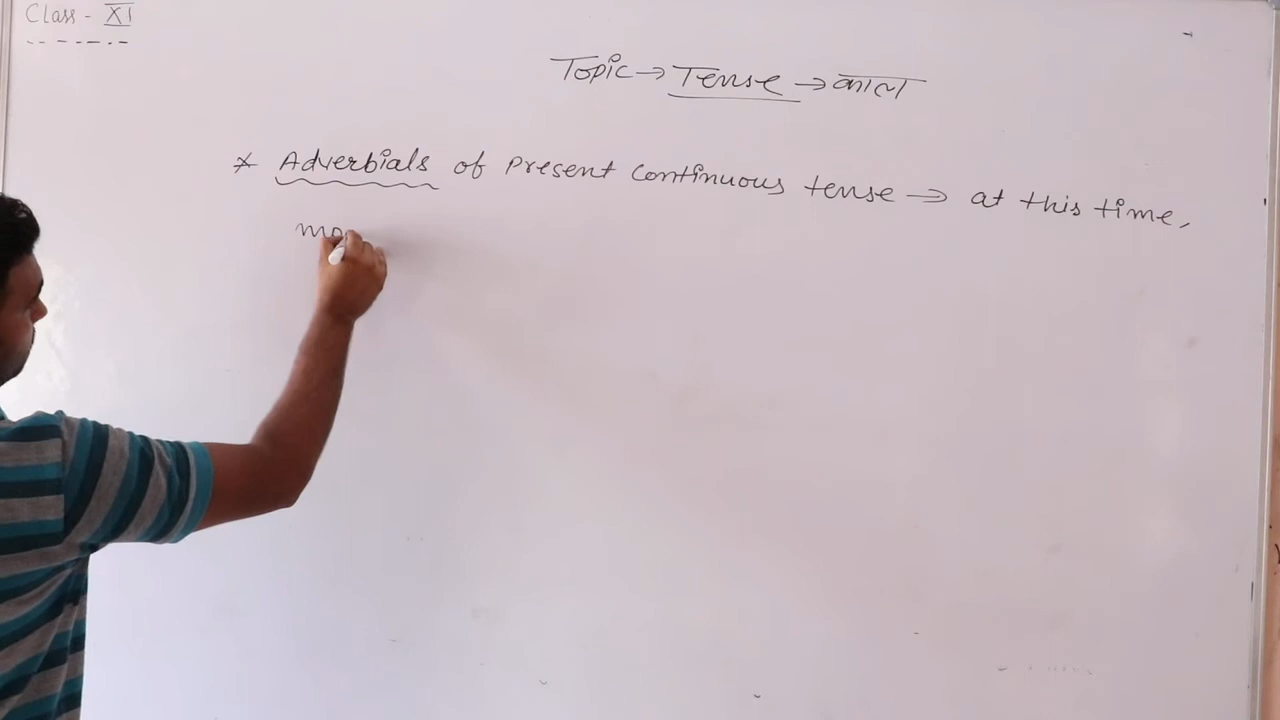 Class - XI
Topic → Tense → काल
* Adverbials of present continuous tense ⇒ at this time,
mo